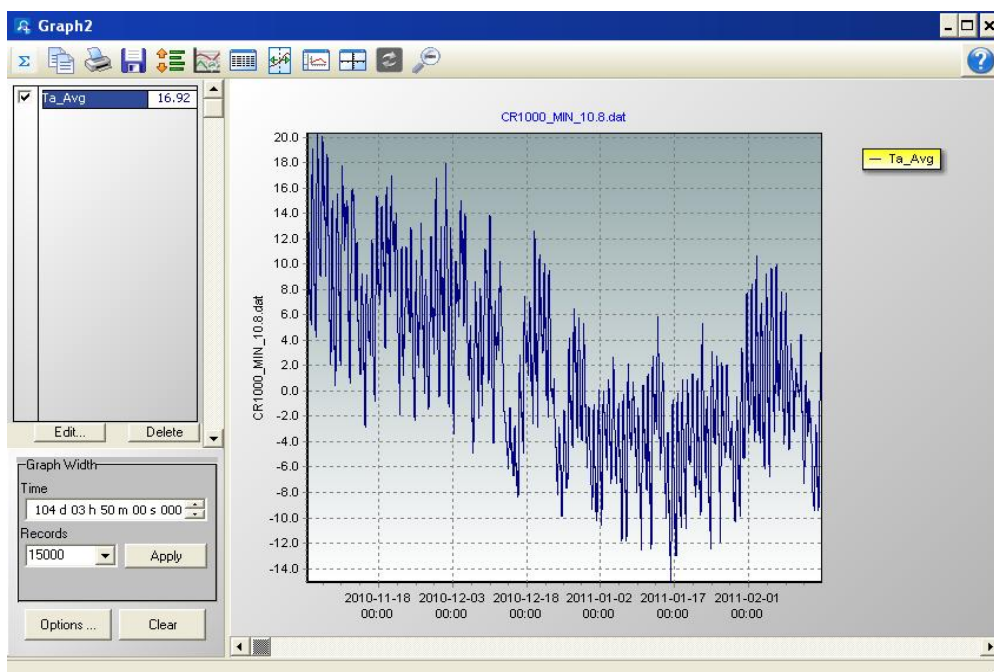 Graph2
Ta_Avg 16.92
Edit... Delete
Graph Width
Time
104 d 03 h 50 m 00 s 000
Records
15000 Apply
Options ... Clear
CR1000_MIN_10.8.dat
CR1000_MIN_10.8.dat
20.0
18.0
16.0
14.0
12.0
10.0
8.0
6.0
4.0
2.0
0.0
-2.0
-4.0
-6.0
-8.0
-10.0
-12.0
-14.0
2010-11-18 2010-12-03 2010-12-18 2011-01-02 2011-01-17 2011-02-01
00:00 00:00 00:00 00:00 00:00 00:00
Ta_Avg